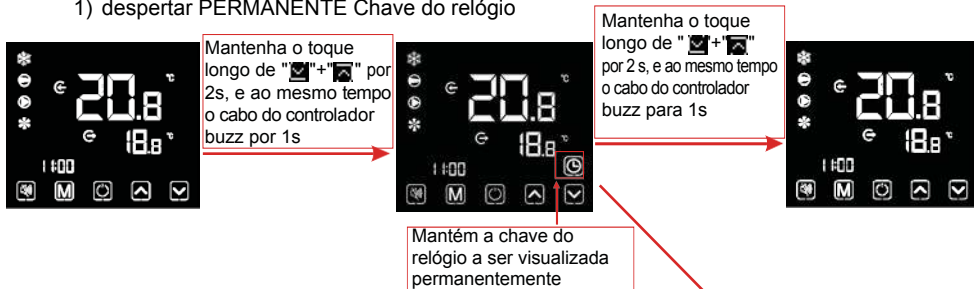 1) despertar PERMANENTE Chave do relógio
Mantenha o toque
longo de " "+" " por
2s, e ao mesmo tempo
o cabo do controlador
buzz por 1s
Mantenha o toque
longo de " "+" "
por 2 s, e ao mesmo tempo
o cabo do controlador
buzz para 1s
20.8 °C
18.8 °C
11:00
M
20.8 °C
18.8 °C
11:00
M
20.8 °C
18.8 °C
11:00
M
Mantém a chave do
relógio a ser visualizada
permanentemente